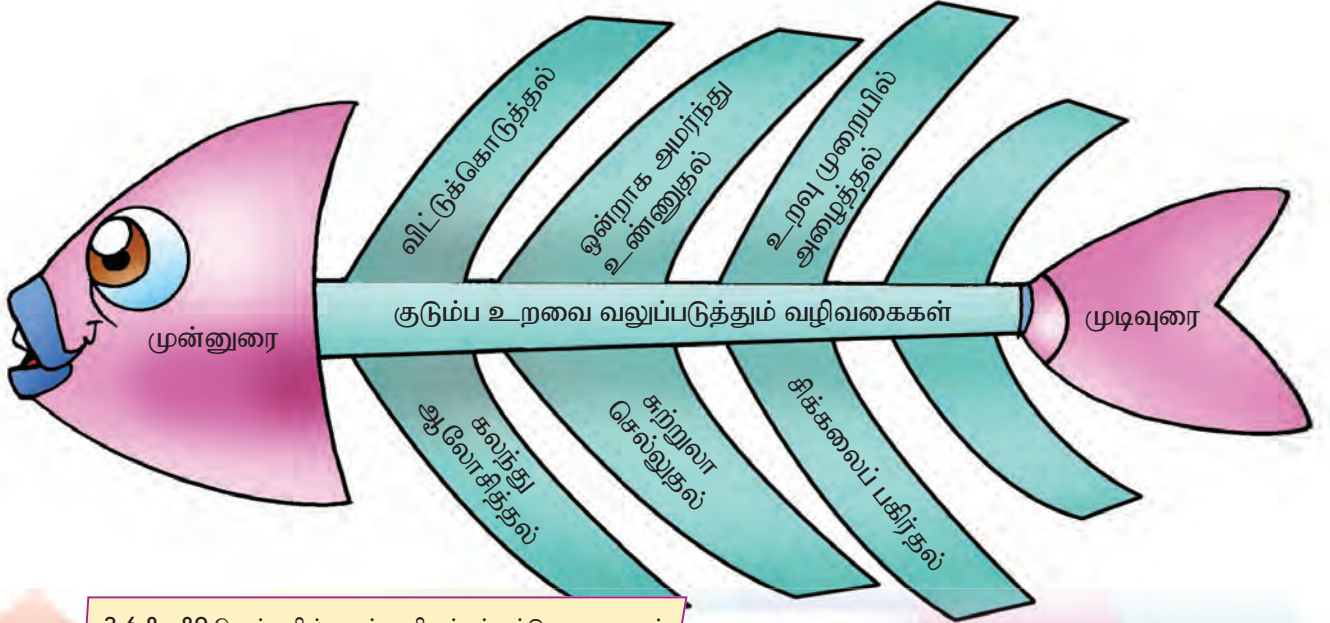 விட்டுக்கொடுத்தல்
ஒன்றாக அமர்ந்து
உண்ணுதல்
உறவு முறையில்
அழைத்தல்
முன்னுரை
குடும்ப உறவை வலுப்படுத்தும் வழிவகைகள்
முடிவுரை
கலந்து
ஆலோசித்தல்
சுற்றுலா
செல்லுதல்
சிக்கலைப் பகிர்தல்